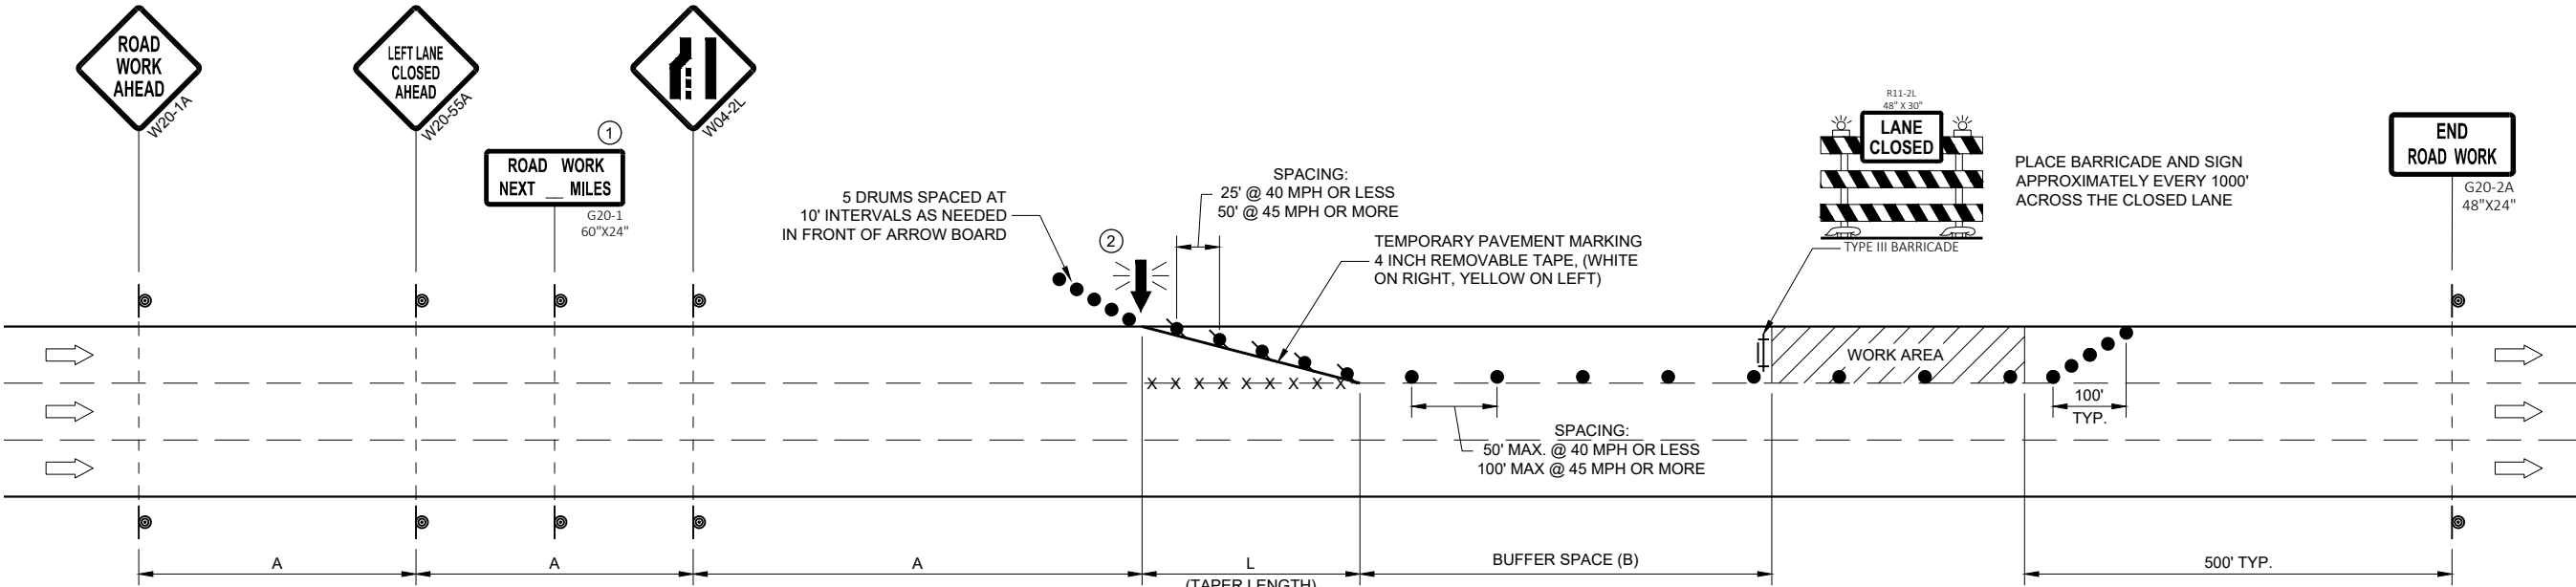 ROAD
WORK
AHEAD
W20-1A
LEFT LANE
CLOSED
AHEAD
W20-55A
1
ROAD WORK
NEXT __ MILES
G20-1
60"X24"
W04-2L
5 DRUMS SPACED AT
10' INTERVALS AS NEEDED
IN FRONT OF ARROW BOARD
2
SPACING:
25' @ 40 MPH OR LESS
50' @ 45 MPH OR MORE
TEMPORARY PAVEMENT MARKING
4 INCH REMOVABLE TAPE, (WHITE
ON RIGHT, YELLOW ON LEFT)
R11-2L
48" X 30"
LANE
CLOSED
TYPE III BARRICADE
PLACE BARRICADE AND SIGN
APPROXIMATELY EVERY 1000'
ACROSS THE CLOSED LANE
END
ROAD WORK
G20-2A
48"X24"
X X X X X X X X X
WORK AREA
100'
TYP.
SPACING:
50' MAX. @ 40 MPH OR LESS
100' MAX @ 45 MPH OR MORE
A
A
A
L
(TAPER LENGTH)
BUFFER SPACE (B)
500' TYP.